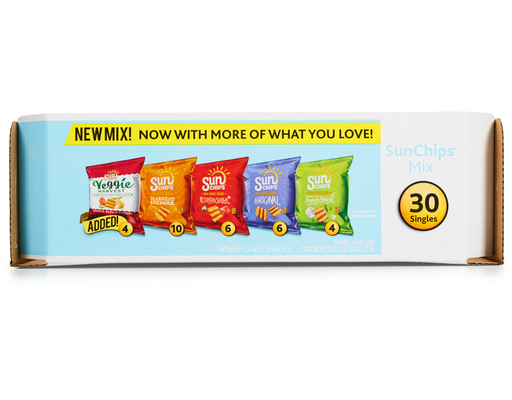 NEW MIX! NOW WITH MORE OF WHAT YOU LOVE!
SunChips
Mix
30
Singles
Veggie
HARVEST
ADDED! 4
Sun
CHIPS
HARVEST
CHEDDAR
10
Sun
CHIPS
6
Sun
CHIPS
ORIGINAL
6
Sun
CHIPS
4
Whole Grain Snacks